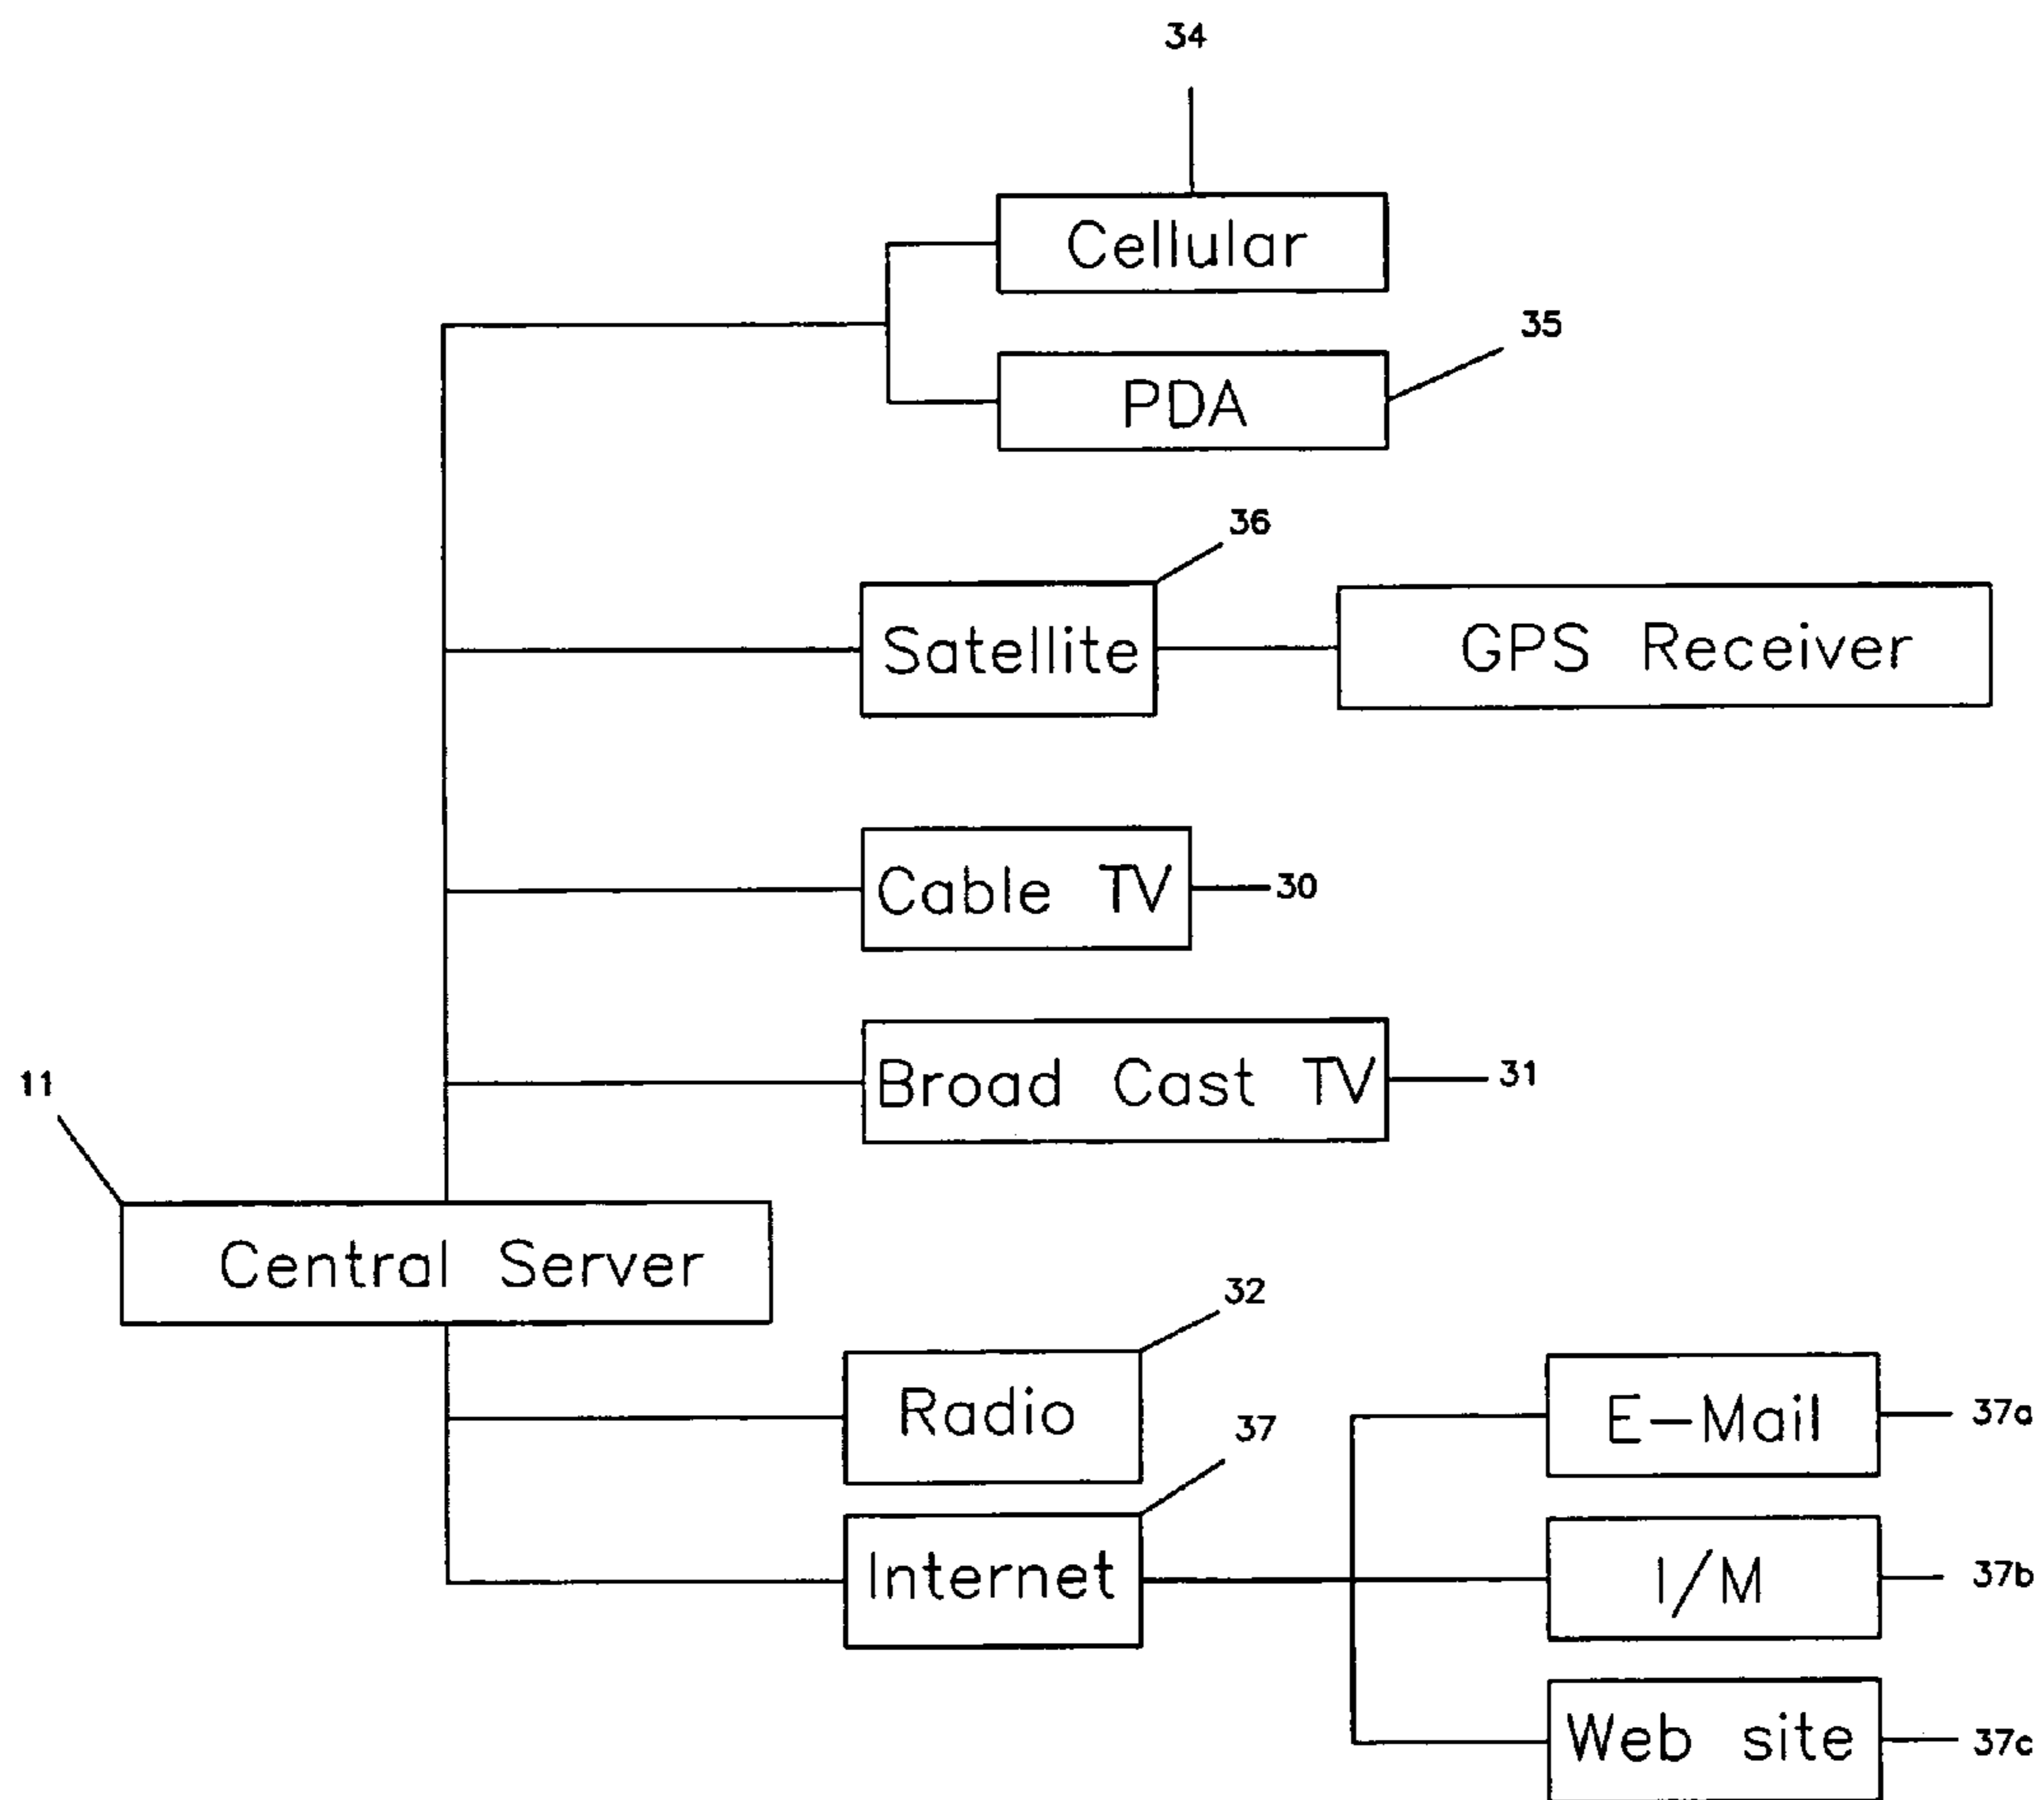 34
Cellular
35
PDA
36
Satellite
GPS Receiver
Cable TV
30
Broad Cast TV
31
11
Central Server
32
Radio
37
E-Mail
37a
Internet
I/M
37b
Web site
37c